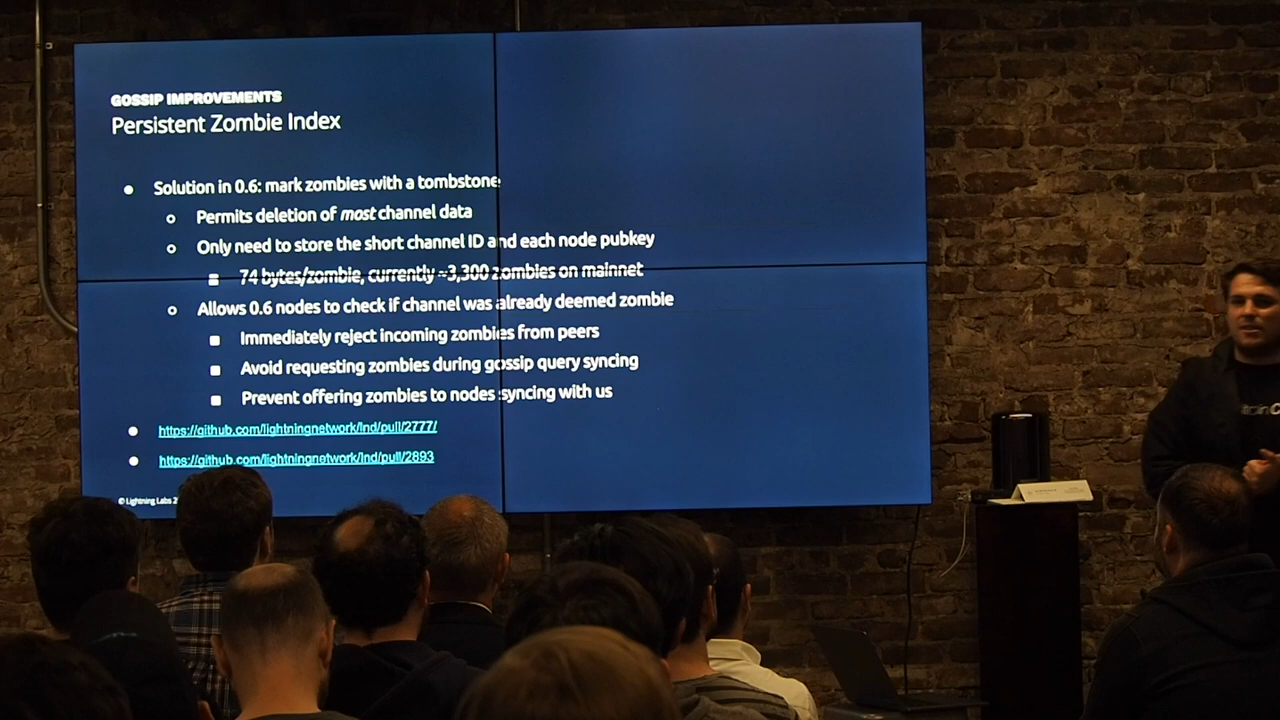 GOSSIP IMPROVEMENTS
Persistent Zombie Index
● Solution in 0.6: mark zombies with a tombstone
○ Permits deletion of most channel data
○ Only need to store the short channel ID and each node pubkey
■ 74 bytes/zombie, currently ~3,300 zombies on mainnet
○ Allows 0.6 nodes to check if channel was already deemed zombie
■ Immediately reject incoming zombies from peers
■ Avoid requesting zombies during gossip query syncing
■ Prevent offering zombies to nodes syncing with us
● https://github.com/lightningnetwork/lnd/pull/2777/
● https://github.com/lightningnetwork/lnd/pull/2893
© Lightning Labs